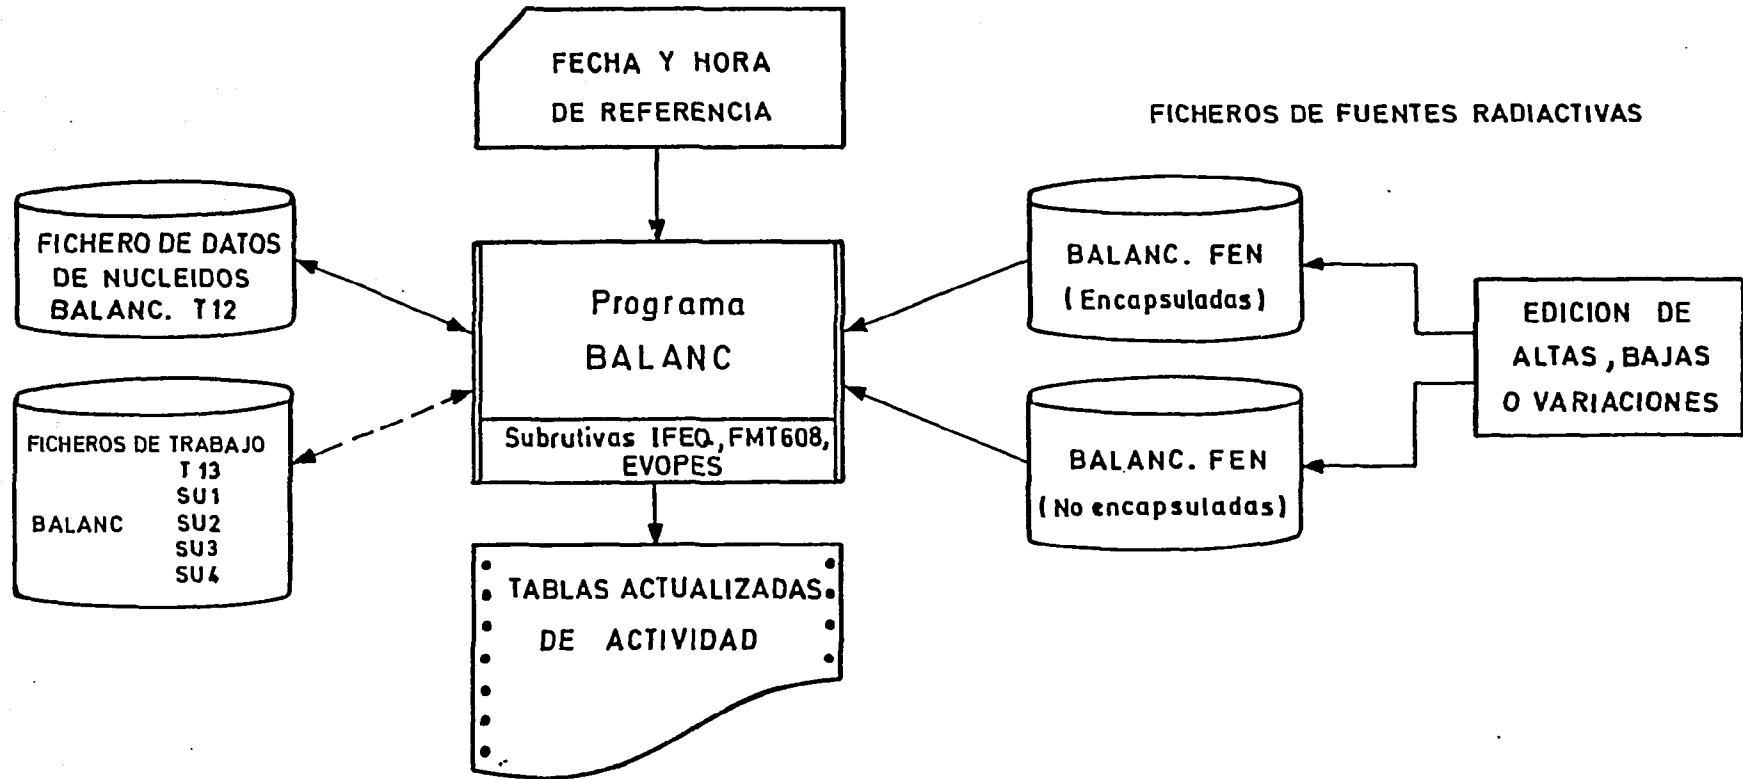 FECHA Y HORA
DE REFERENCIA
FICHEROS DE FUENTES RADIACTIVAS
FICHERO DE DATOS
DE NUCLEIDOS
BALANC. T12
Programa
BALANC
Subrutivas IFEQ, FMT608,
EVOPES
BALANC. FEN
(Encapsuladas)
EDICION DE
ALTAS, BAJAS
O VARIACIONES
FICHEROS DE TRABAJO
T13
SU1
BALANC SU2
SU3
SU4
BALANC. FEN
(No encapsuladas)
TABLAS ACTUALIZADAS
DE ACTIVIDAD